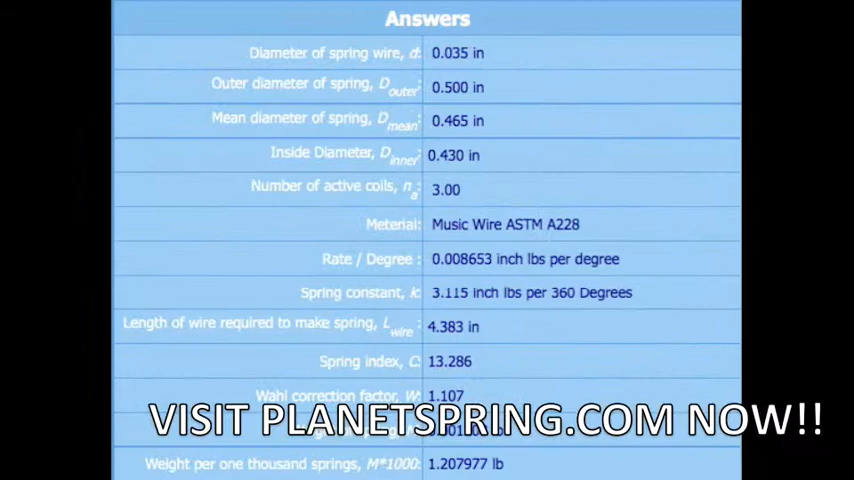 Answers
Diameter of spring wire, d: 0.035 in
Outer diameter of spring, Douter: 0.500 in
Mean diameter of spring, Dmean: 0.465 in
Inside Diameter, Dinner: 0.430 in
Number of active coils, na: 3.00
Meterial: Music Wire ASTM A228
Rate / Degree : 0.008653 inch lbs per degree
Spring constant, k: 3.115 inch lbs per 360 Degrees
Length of wire required to make spring, Lwire : 4.383 in
Spring index, C: 13.286
Wahl correction factor, W: 1.107
VISIT PLANETSPRING.COM NOW!!
Weight per one thousand springs, M*1000: 1.207977 lb